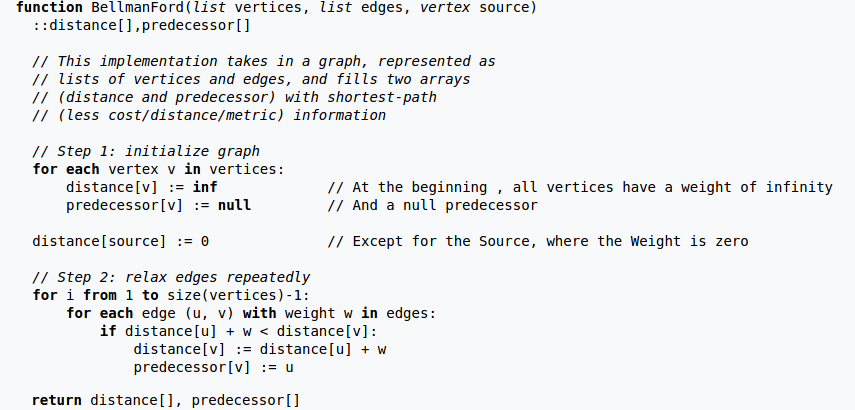 function BellmanFord(list vertices, list edges, vertex source)
::distance[],predecessor[]
// This implementation takes in a graph, represented as
// lists of vertices and edges, and fills two arrays
// (distance and predecessor) with shortest-path
// (less cost/distance/metric) information
// Step 1: initialize graph
for each vertex v in vertices:
distance[v] := inf // At the beginning , all vertices have a weight of infinity
predecessor[v] := null // And a null predecessor
distance[source] := 0 // Except for the Source, where the Weight is zero
// Step 2: relax edges repeatedly
for i from 1 to size(vertices)-1:
for each edge (u, v) with weight w in edges:
if distance[u] + w < distance[v]:
distance[v] := distance[u] + w
predecessor[v] := u
return distance[], predecessor[]